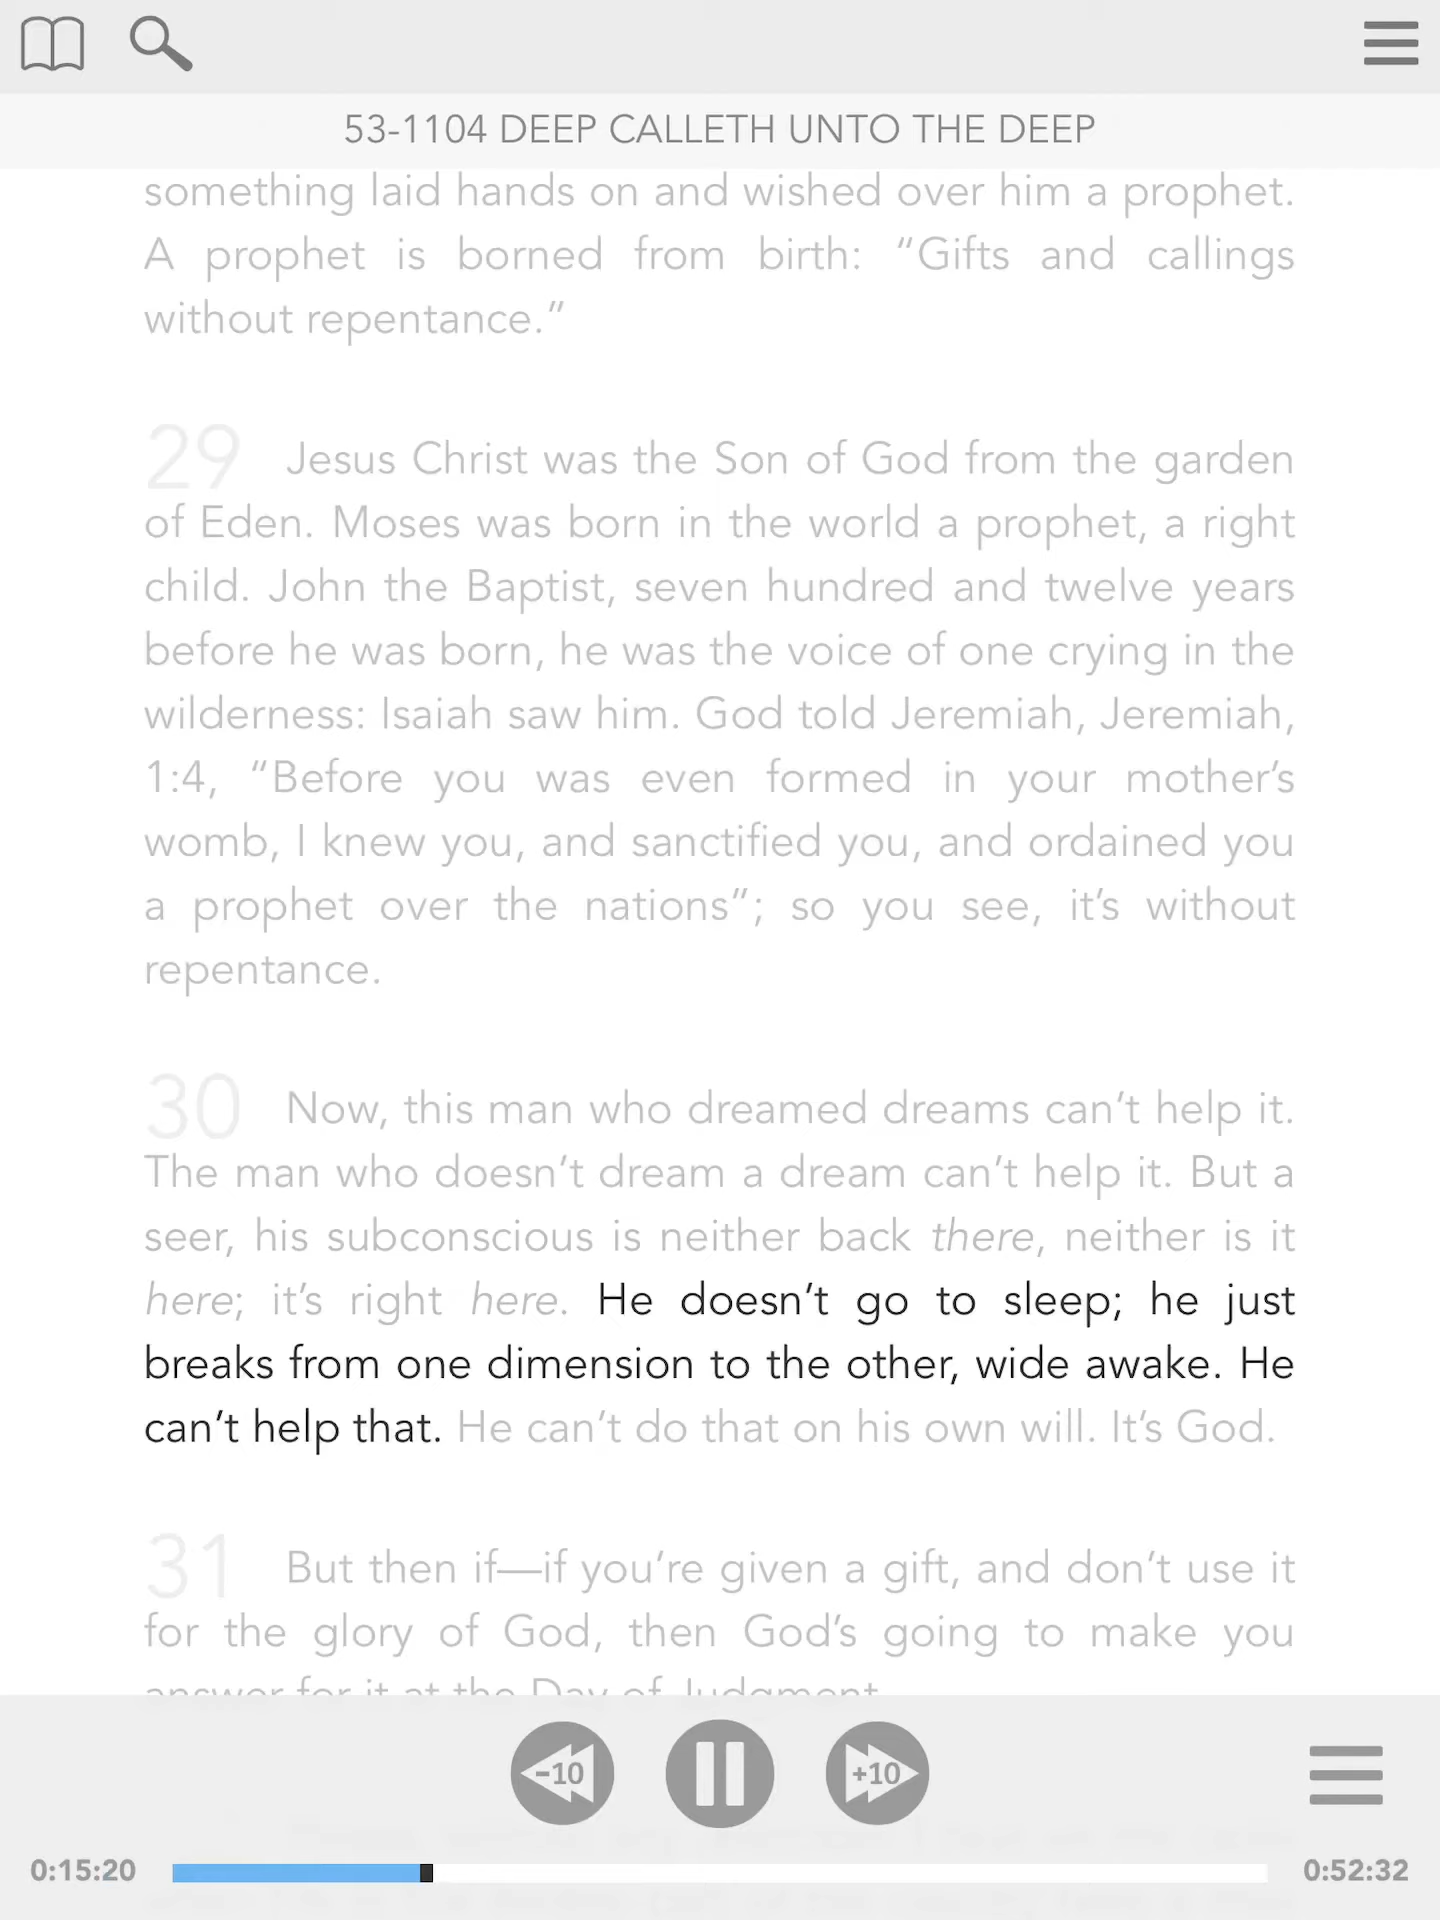 53-1104 DEEP CALLETH UNTO THE DEEP
something laid hands on and wished over him a prophet.
A prophet is borned from birth: “Gifts and callings
without repentance.”
29 Jesus Christ was the Son of God from the garden
of Eden. Moses was born in the world a prophet, a right
child. John the Baptist, seven hundred and twelve years
before he was born, he was the voice of one crying in the
wilderness: Isaiah saw him. God told Jeremiah, Jeremiah,
1:4, “Before you was even formed in your mother’s
womb, I knew you, and sanctified you, and ordained you
a prophet over the nations”; so you see, it’s without
repentance.
30 Now, this man who dreamed dreams can’t help it.
The man who doesn’t dream a dream can’t help it. But a
seer, his subconscious is neither back there, neither is it
here; it’s right here. He doesn’t go to sleep; he just
breaks from one dimension to the other, wide awake. He
can’t help that. He can’t do that on his own will. It’s God.
31 But then if—if you’re given a gift, and don’t use it
for the glory of God, then God’s going to make you
answer for it at the Day of Judgment
-10 +10
0:15:20 0:52:32